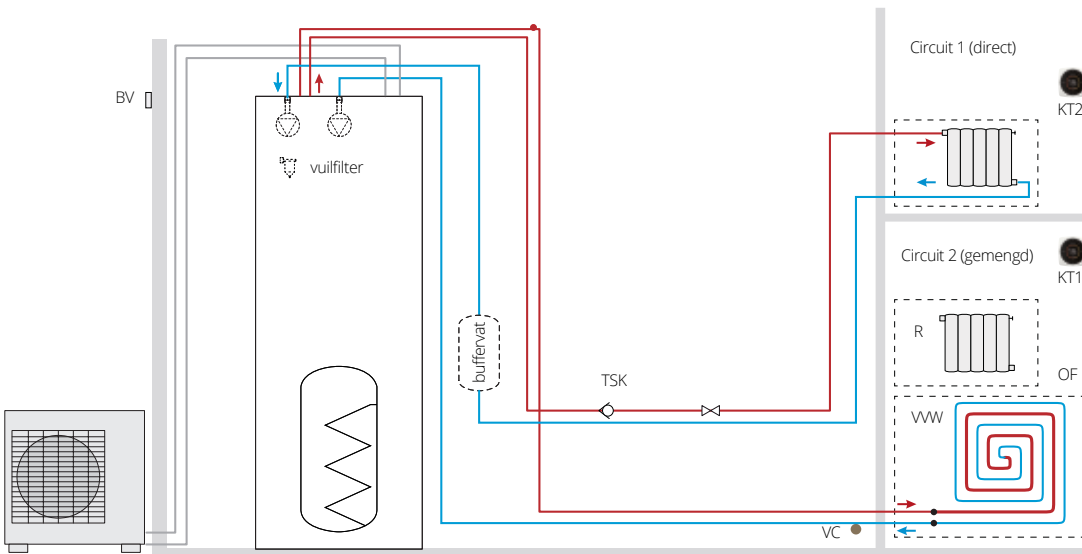 Circuit 1 (direct)
BV
KT2
vuilfilter
Circuit 2 (gemengd)
KT1
R
buffervat
TSK
OF
VVW
VC